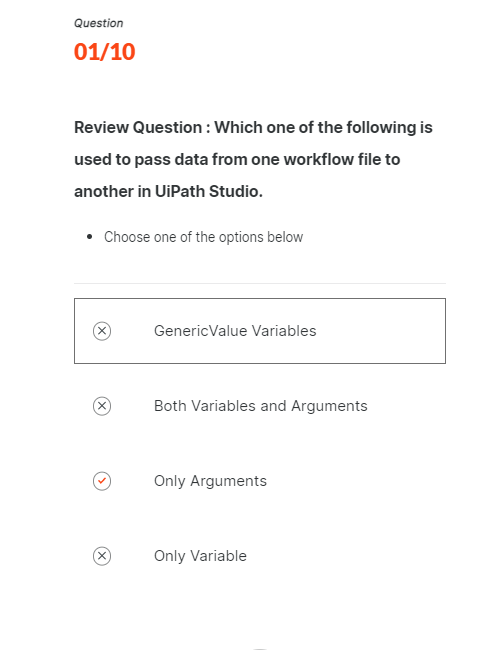 Question
01/10
Review Question : Which one of the following is
used to pass data from one workflow file to
another in UiPath Studio.
• Choose one of the options below
GenericValue Variables
Both Variables and Arguments
Only Arguments
Only Variable